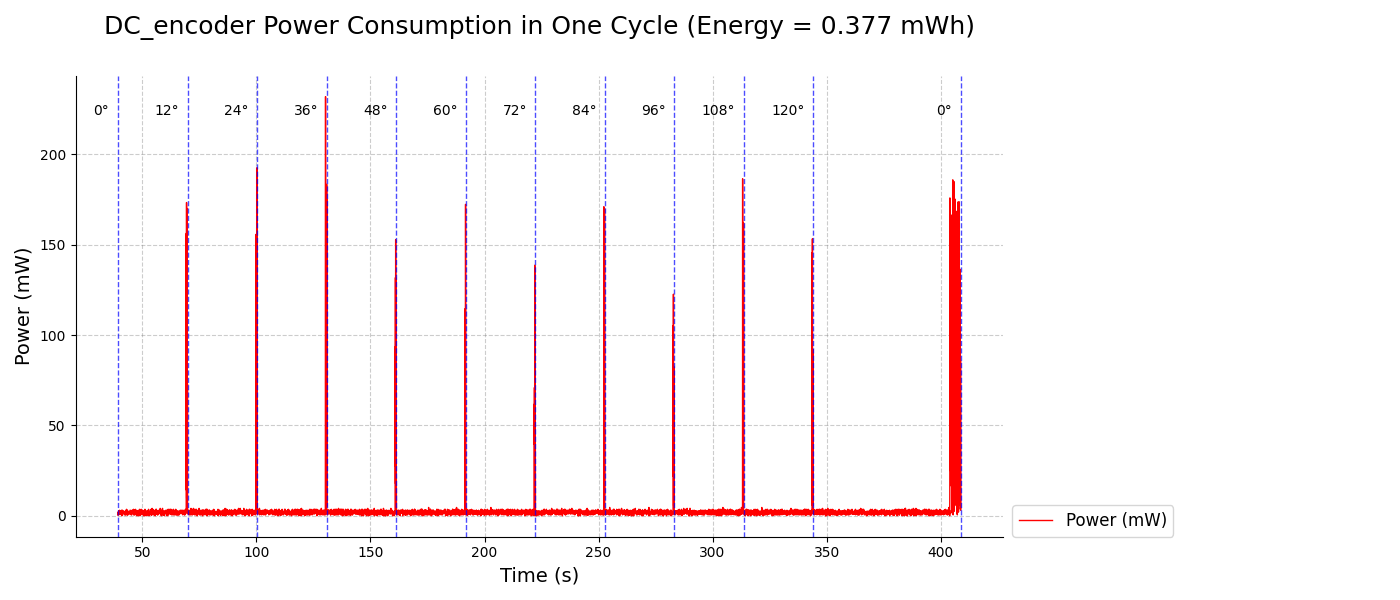 DC_encoder Power Consumption in One Cycle (Energy = 0.377 mWh)
0° 12° 24° 36° 48° 60° 72° 84° 96° 108° 120° 0°
200
150
100
50
0
Power (mW)
50 100 150 200 250 300 350 400
Time (s)
Power (mW)